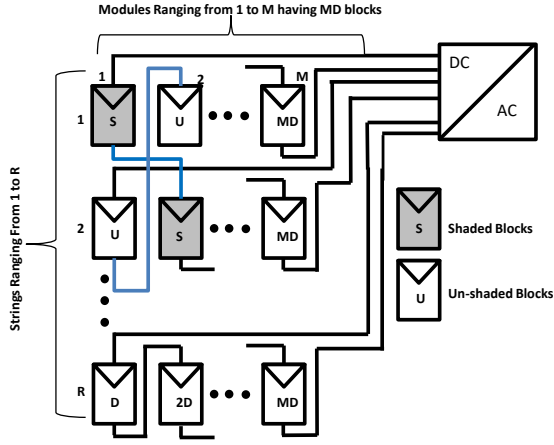 Modules Ranging from 1 to M having MD blocks
Strings Ranging From 1 to R
1 2 M
DC
AC
1 S U MD
2 U S MD
S Shaded Blocks
U Un-shaded Blocks
R D 2D MD